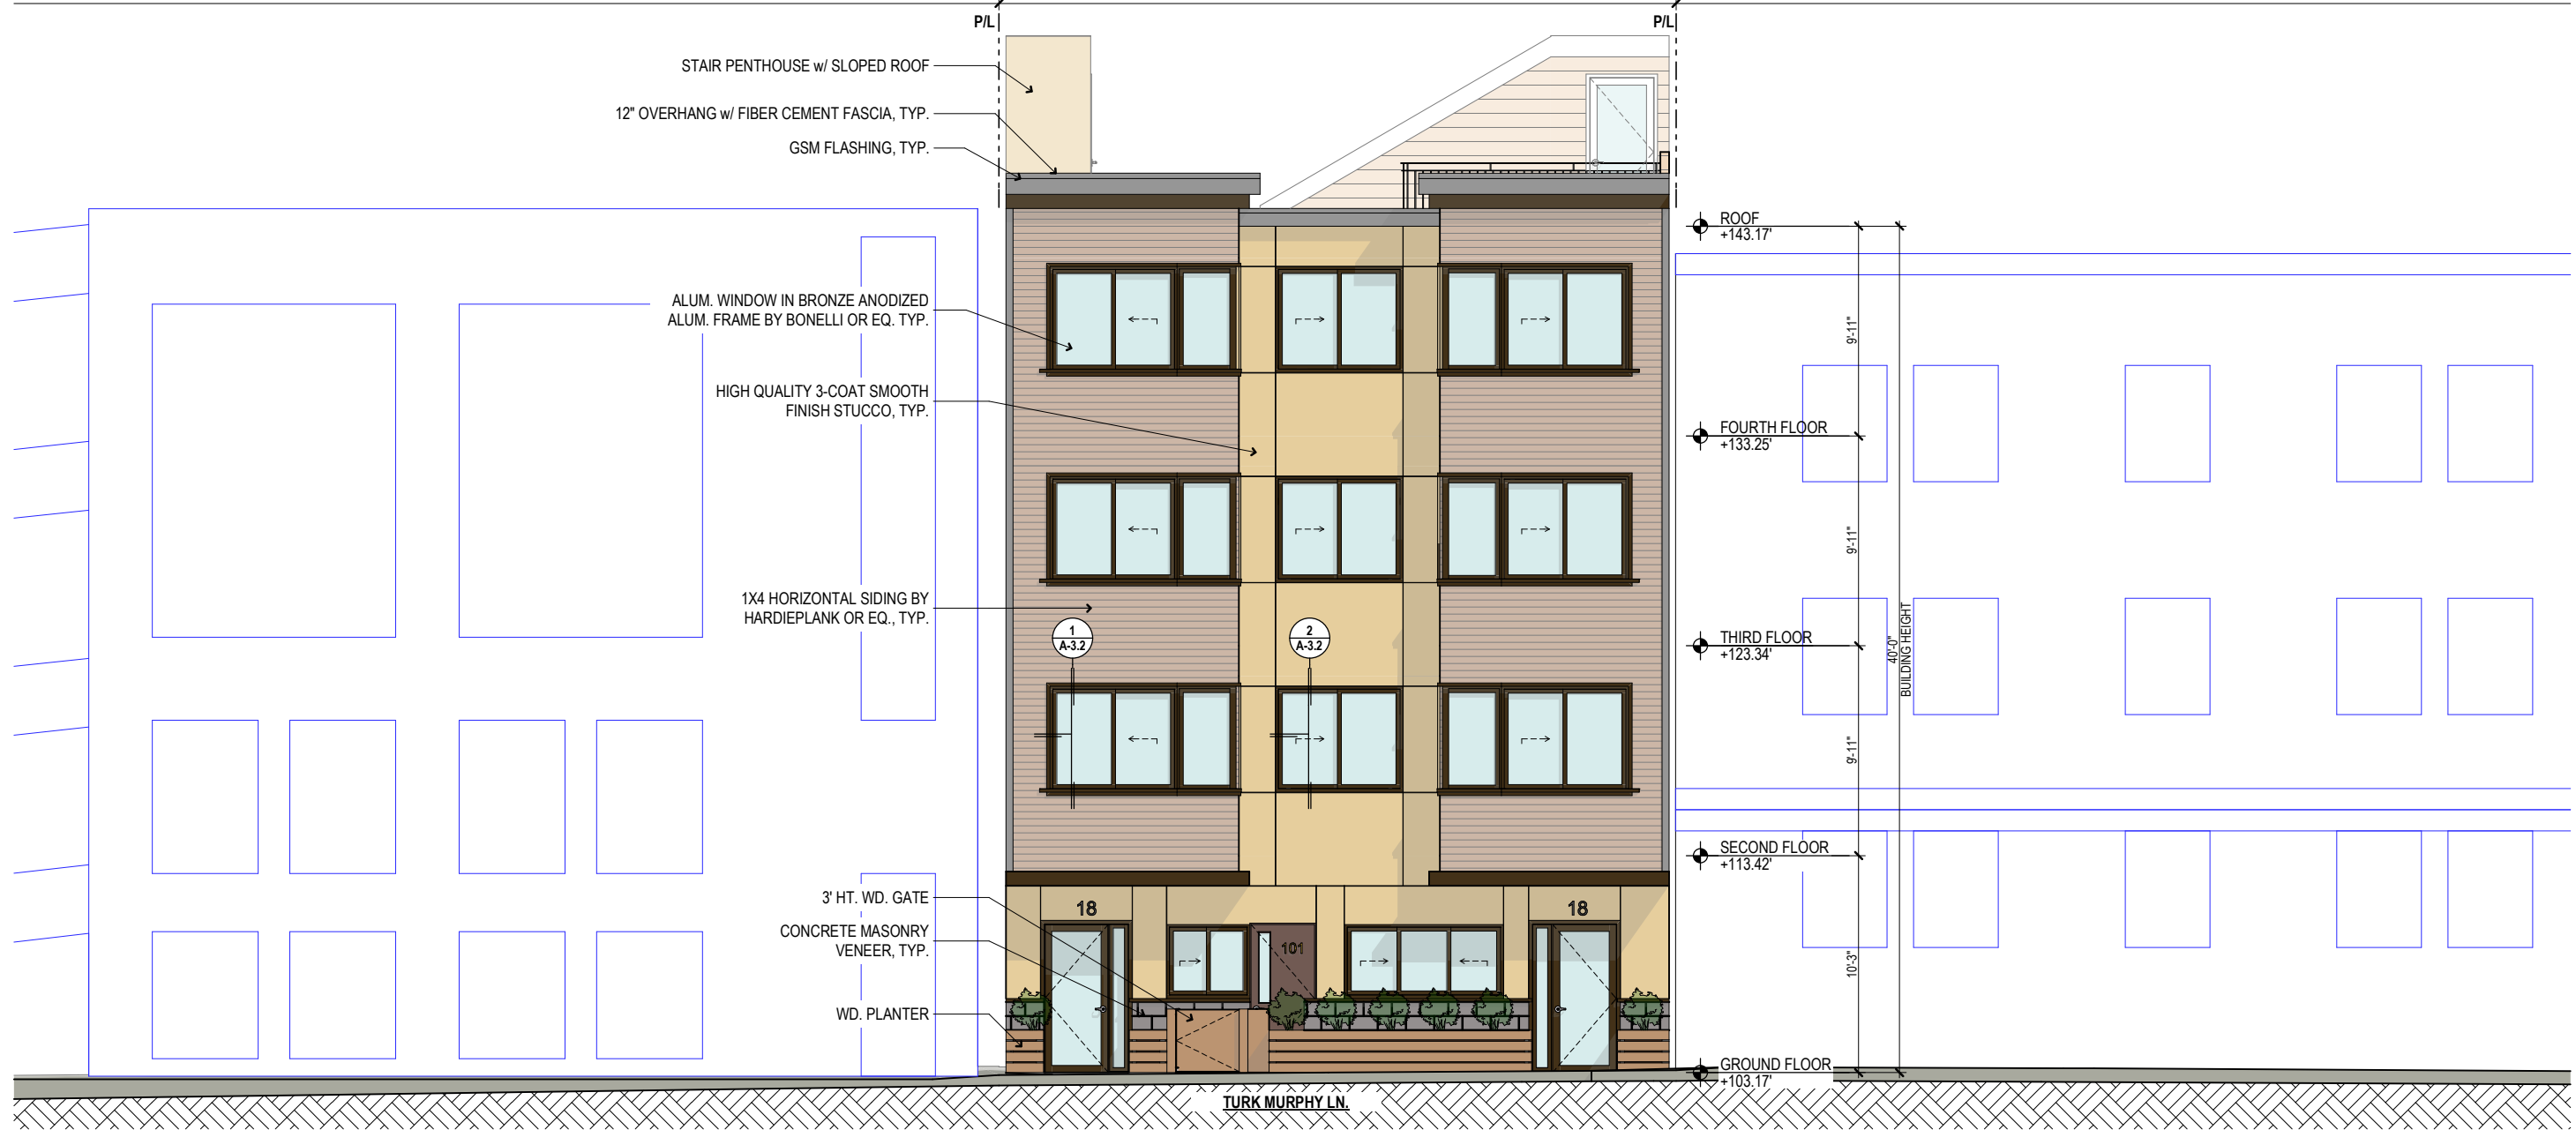 P/L
P/L
STAIR PENTHOUSE w/ SLOPED ROOF
12" OVERHANG w/ FIBER CEMENT FASCIA, TYP.
GSM FLASHING, TYP.
ROOF
+143.17'
ALUM. WINDOW IN BRONZE ANODIZED
ALUM. FRAME BY BONELLI OR EQ. TYP.
9'-11"
HIGH QUALITY 3-COAT SMOOTH
FINISH STUCCO, TYP.
FOURTH FLOOR
+133.25'
9'-11"
1X4 HORIZONTAL SIDING BY
HARDIEPLANK OR EQ., TYP.
1
A-3.2
2
A-3.2
THIRD FLOOR
+123.34'
40'-0"
BUILDING HEIGHT
9'-11"
SECOND FLOOR
+113.42'
3' HT. WD. GATE
18
18
CONCRETE MASONRY
VENEER, TYP.
101
10'-3"
WD. PLANTER
GROUND FLOOR
+103.17'
TURK MURPHY LN.